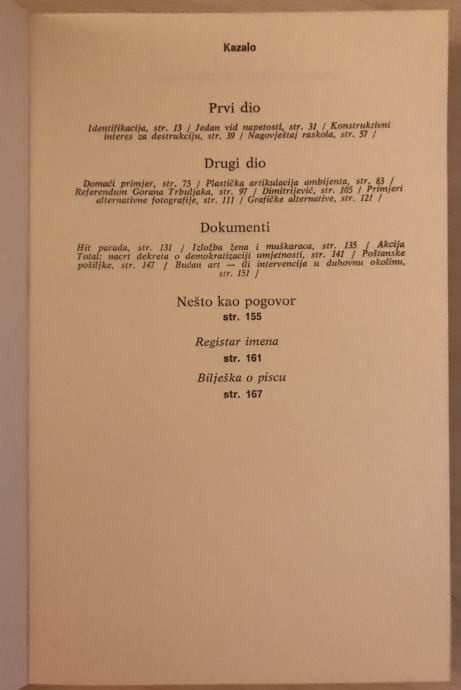 Kazalo
Prvi dio
Identifikacija, str. 13 / Jedan vid napetosti, str. 31 / Konstruktivni
interes za destrukciju, str. 39 / Nagovještaj raskola, str. 57 /
Drugi dio
Domaći primjer, str. 75 / Plastička artikulacija ambijenta, str. 83 /
Referendum Gorana Trbuljaka, str. 97 / Dimitrijević, str. 105 / Primjeri
alternativne fotografije, str. 111 / Grafičke alternative, str. 121 /
Dokumenti
Hit parada, str. 131 / Izložba žena i muškaraca, str. 135 / Akcija
Total: nacrt dekreta o demokratizaciji umjetnosti, str. 141 / Poštanske
pošiljke, str. 147 / Bućan art — ili intervencija u duhovnu okolinu,
str. 151 /
Nešto kao pogovor
str. 155
Registar imena
str. 161
Bilješka o piscu
str. 167